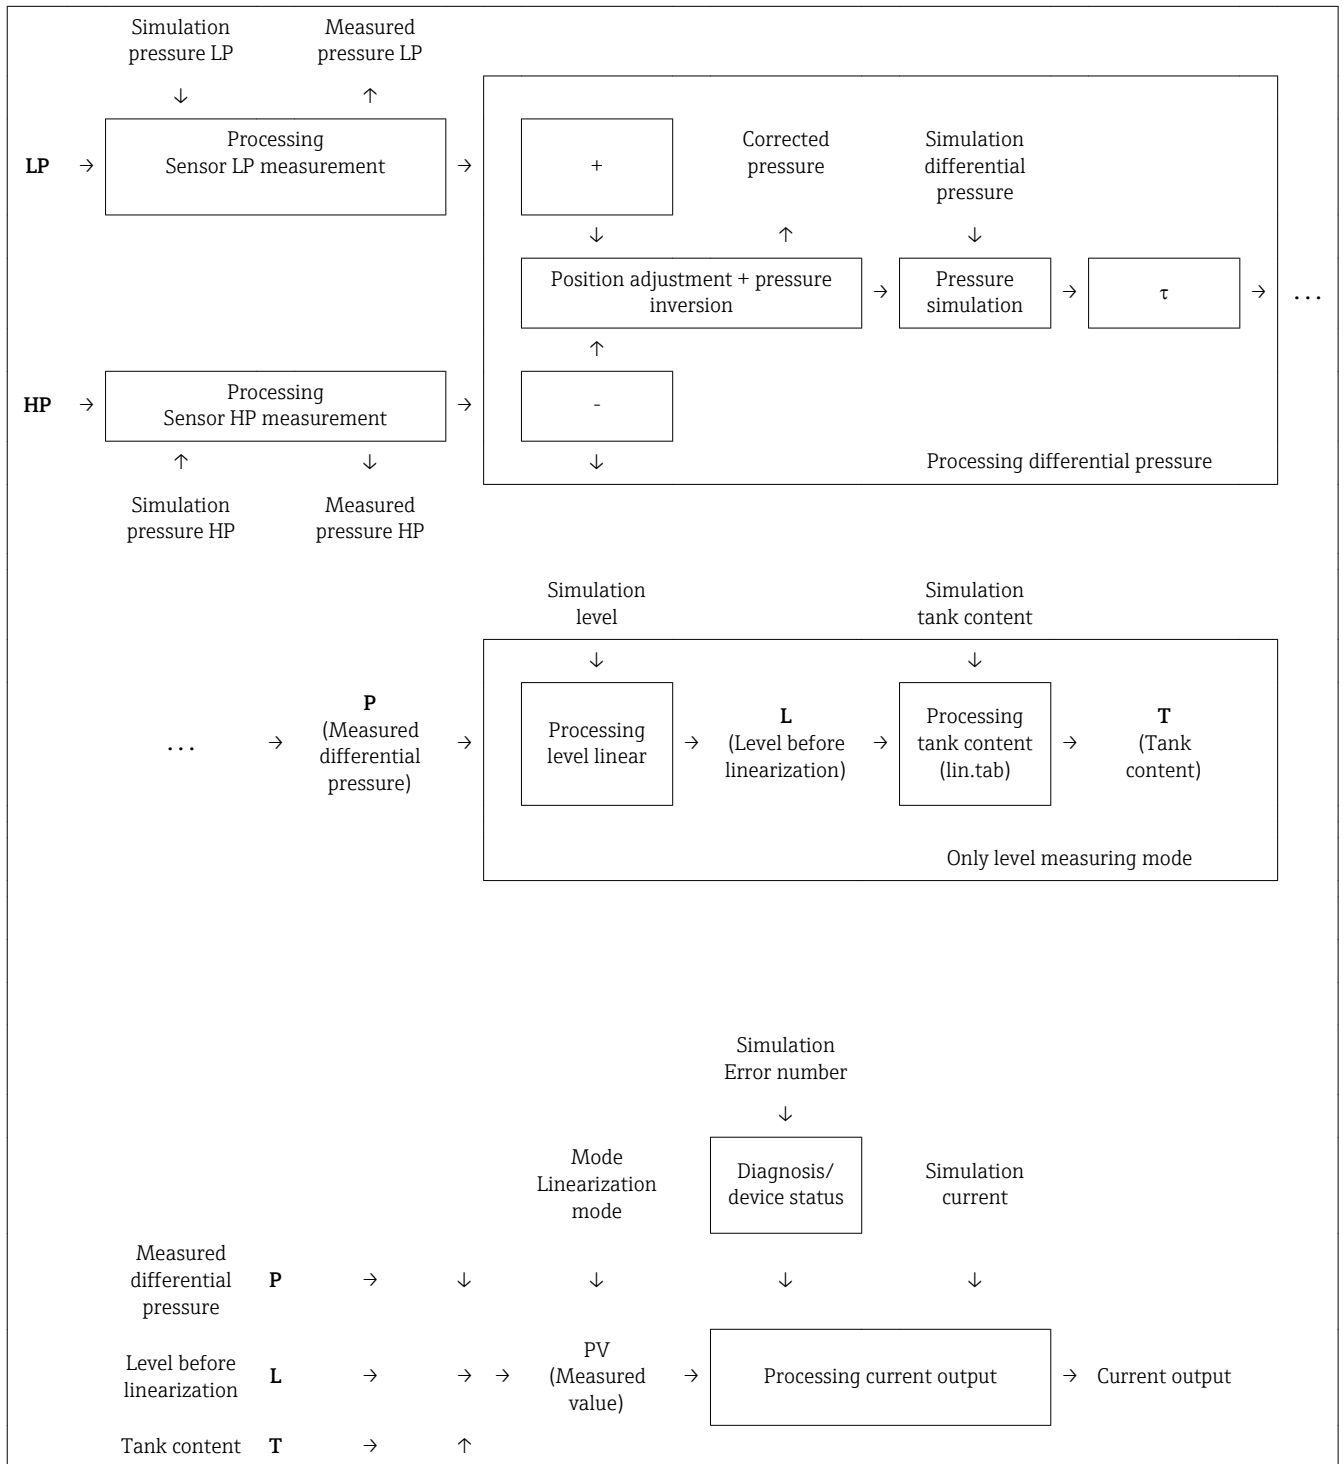 Simulation
pressure LP
Measured
pressure LP
↓ ↑
LP → Processing
Sensor LP measurement →
+
Corrected
pressure
Simulation
differential
pressure
↓ ↑ ↓
Position adjustment + pressure
inversion
→
Pressure
simulation
→ τ → ...
↑
HP → Processing
Sensor HP measurement →
-
↑ ↓ ↓
Processing differential pressure
Simulation
pressure HP
Measured
pressure HP
Simulation
level
Simulation
tank content
↓ ↓
... →
P
(Measured
differential
pressure)
→
Processing
level linear
→
L
(Level before
linearization)
→
Processing
tank content
(lin.tab)
→
T
(Tank
content)
Only level measuring mode
Simulation
Error number
↓
Mode
Linearization
mode
Diagnosis/
device status
Simulation
current
Measured
differential
pressure
P → ↓ ↓ ↓ ↓
Level before
linearization
L → → →
PV
(Measured
value)
→ Processing current output → Current output
Tank content T → ↑